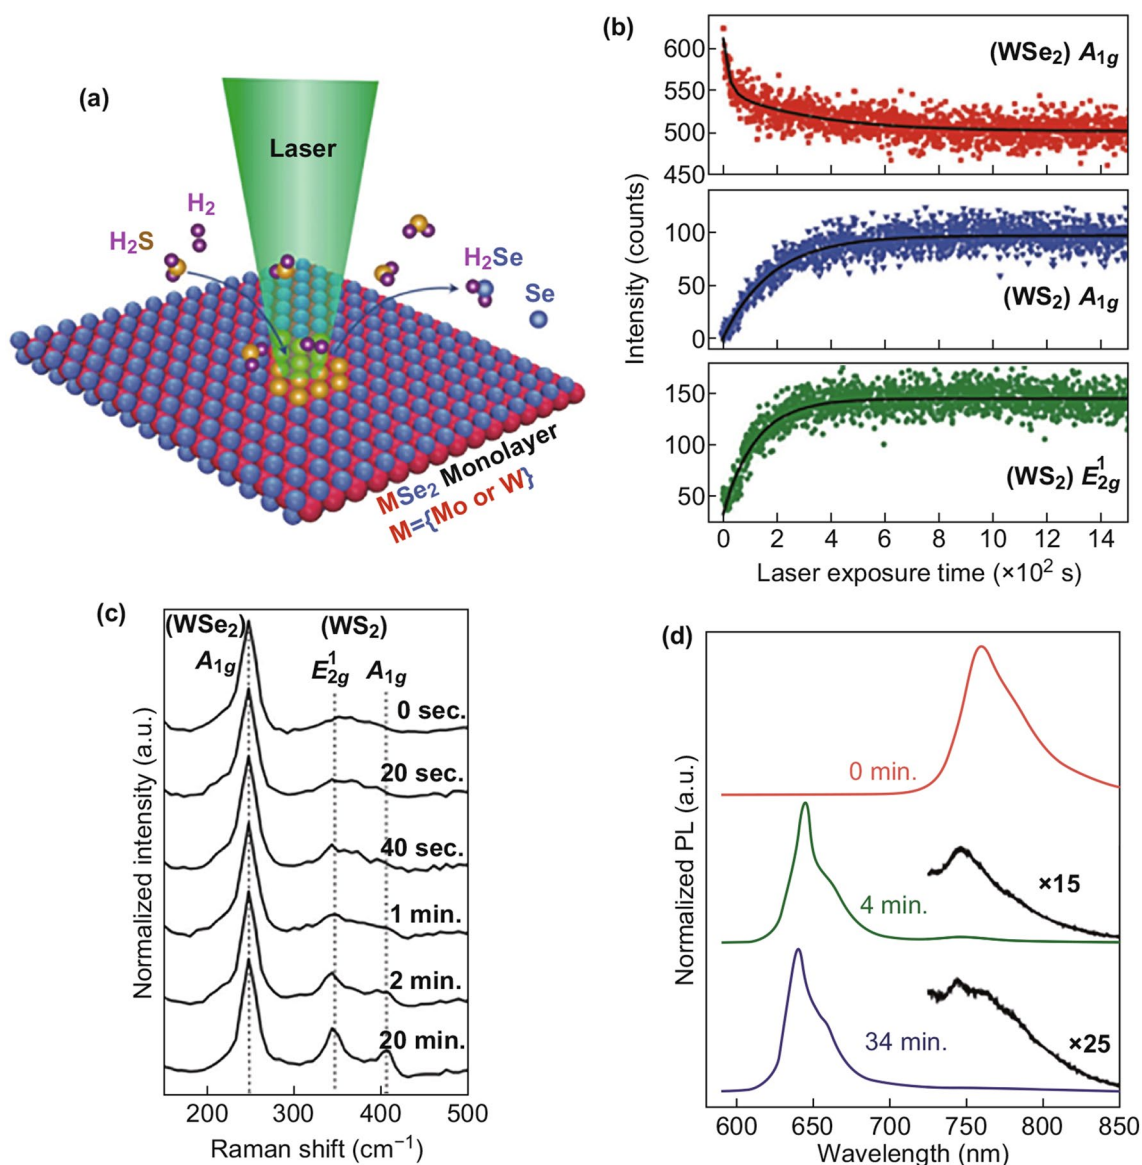 (a)
Laser
H₂
H₂S
H₂Se
Se
MSe₂ Monolayer
M={Mo or W}
(b)
(WSe₂) A₁g
600
550
500
450
(WS₂) A₁g
100
50
0
(WS₂) E¹₂g
150
100
50
Intensity (counts)
0 2 4 6 8 10 12 14
Laser exposure time (×10² s)
(c)
(WSe₂) (WS₂)
A₁g E¹₂g A₁g
0 sec.
20 sec.
40 sec.
1 min.
2 min.
20 min.
Normalized intensity (a.u.)
200 300 400 500
Raman shift (cm⁻¹)
(d)
0 min.
×15
4 min.
34 min.
×25
Normalized PL (a.u.)
600 650 700 750 800 850
Wavelength (nm)